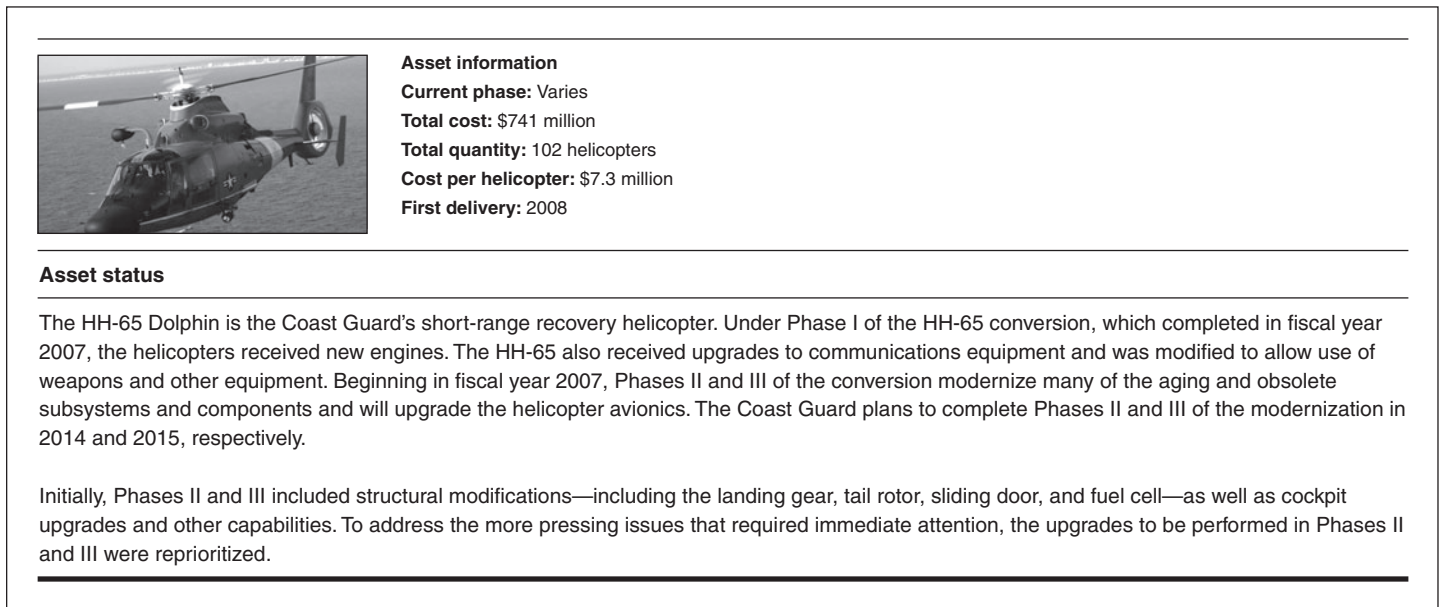 Asset information
Current phase: Varies
Total cost: $741 million
Total quantity: 102 helicopters
Cost per helicopter: $7.3 million
First delivery: 2008
Asset status
The HH-65 Dolphin is the Coast Guard’s short-range recovery helicopter. Under Phase I of the HH-65 conversion, which completed in fiscal year
2007, the helicopters received new engines. The HH-65 also received upgrades to communications equipment and was modified to allow use of
weapons and other equipment. Beginning in fiscal year 2007, Phases II and III of the conversion modernize many of the aging and obsolete
subsystems and components and will upgrade the helicopter avionics. The Coast Guard plans to complete Phases II and III of the modernization in
2014 and 2015, respectively.
Initially, Phases II and III included structural modifications—including the landing gear, tail rotor, sliding door, and fuel cell—as well as cockpit
upgrades and other capabilities. To address the more pressing issues that required immediate attention, the upgrades to be performed in Phases II
and III were reprioritized.